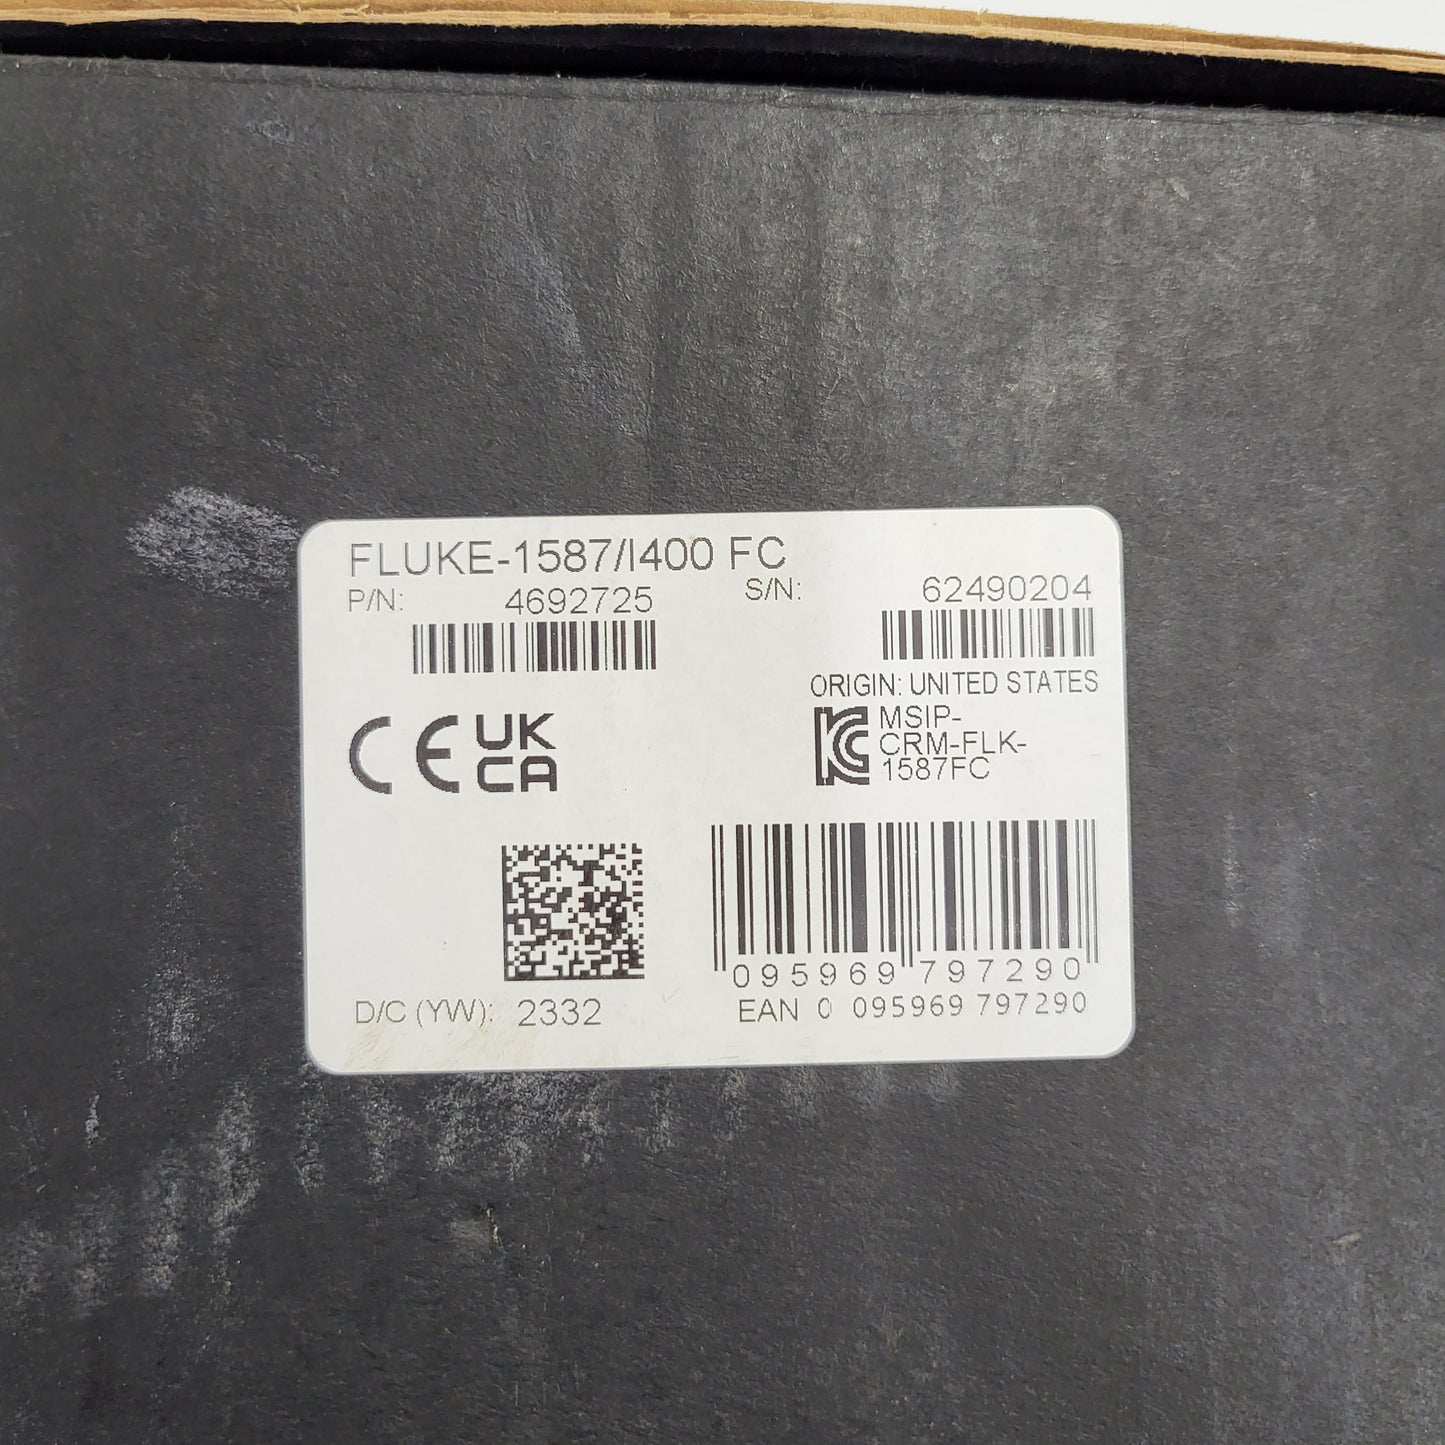 FLUKE-1587/I400 FC
P/N: 4692725 S/N: 62490204
ORIGIN: UNITED STATES
CE UK CA
MSIP-
CRM-FLK-
1587FC
095969 797290
D/C (YW): 2332
EAN 0 095969 797290